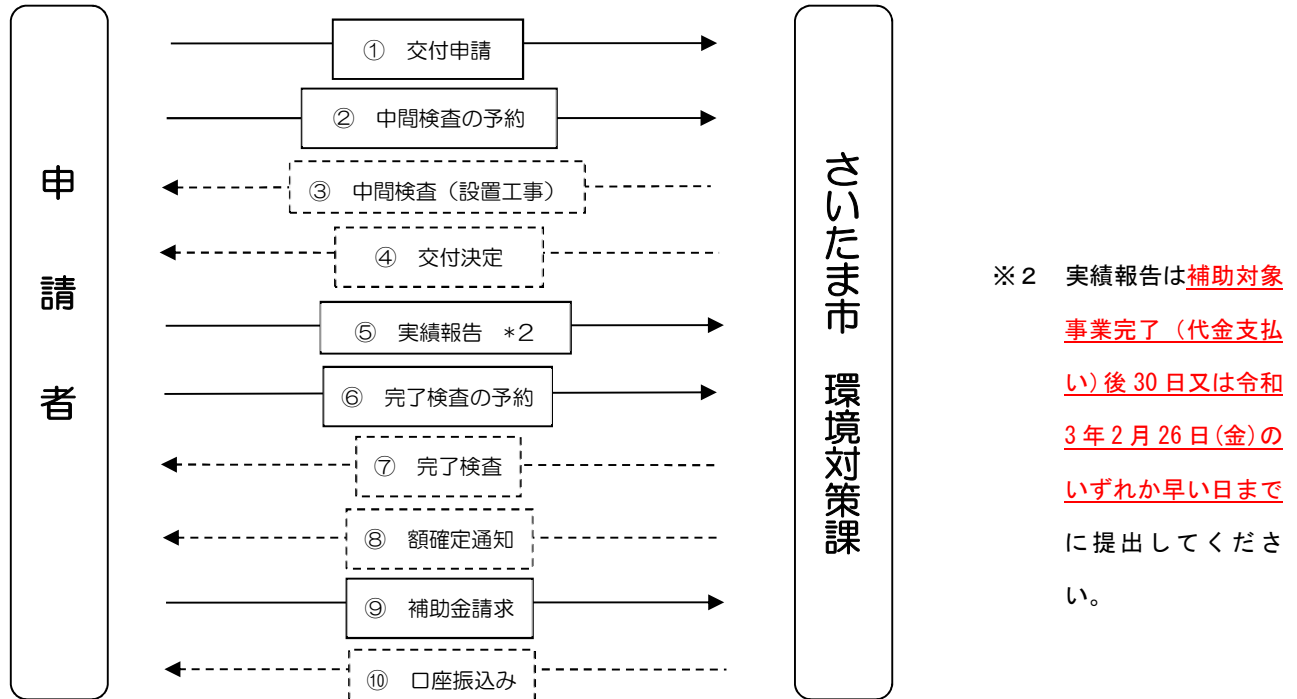 申請者
① 交付申請
② 中間検査の予約
③ 中間検査（設置工事）
④ 交付決定
⑤ 実績報告 *2
⑥ 完了検査の予約
⑦ 完了検査
⑧ 額確定通知
⑨ 補助金請求
⑩ 口座振込み
さいたま市 環境対策課
※２ 実績報告は補助対象
事業完了（代金支払
い）後 30 日又は令和
3 年 2 月 26 日(金)の
いずれか早い日まで
に提出してくださ
い。